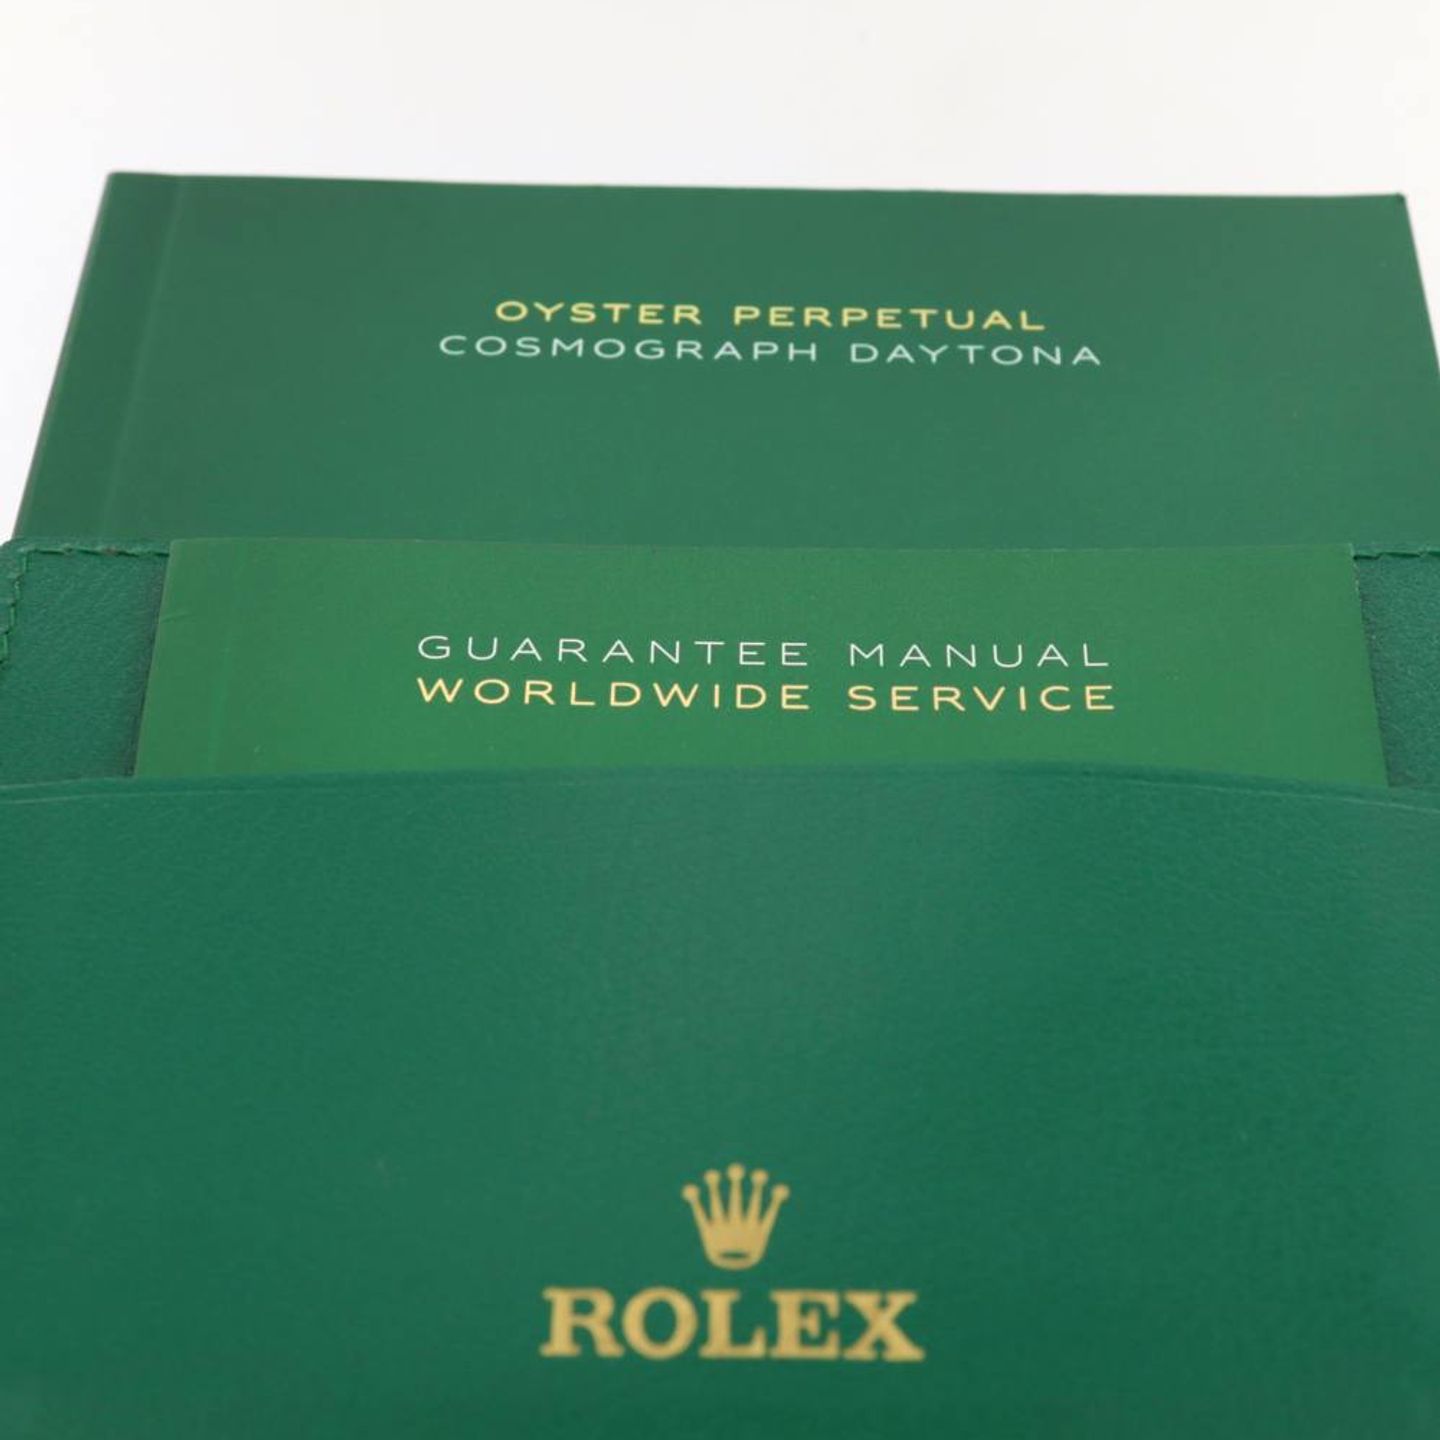 OYSTER PERPETUAL
COSMOGRAPH DAYTONA
GUARANTEE MANUAL
WORLDWIDE SERVICE
ROLEX